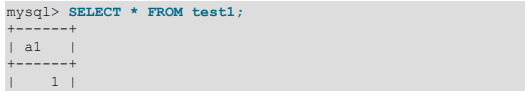 mysql> SELECT * FROM test1;
+------+
| a1   |
+------+
|    1 |